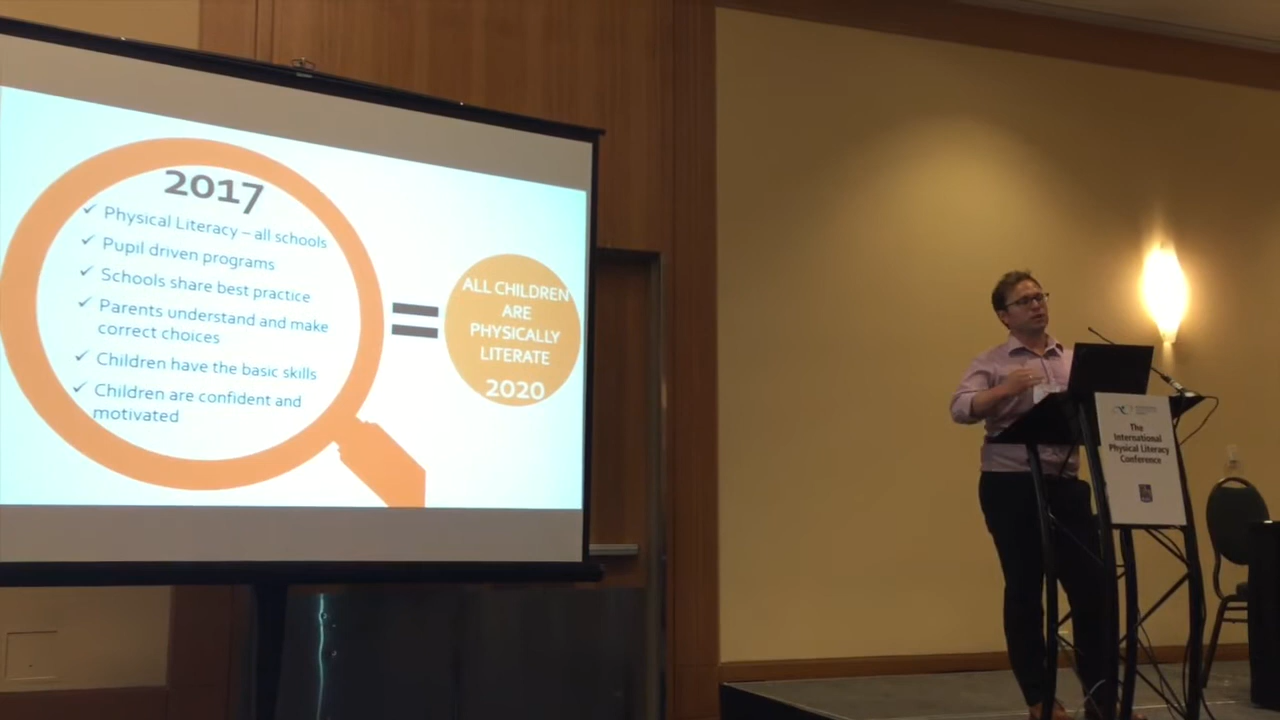 2017
✓ Physical Literacy – all schools
✓ Pupil driven programs
✓ Schools share best practice
✓ Parents understand and make
correct choices
✓ Children have the basic skills
✓ Children are confident and
motivated
=
ALL CHILDREN
ARE
PHYSICALLY
LITERATE
2020
The
International
Physical Literacy
Conference